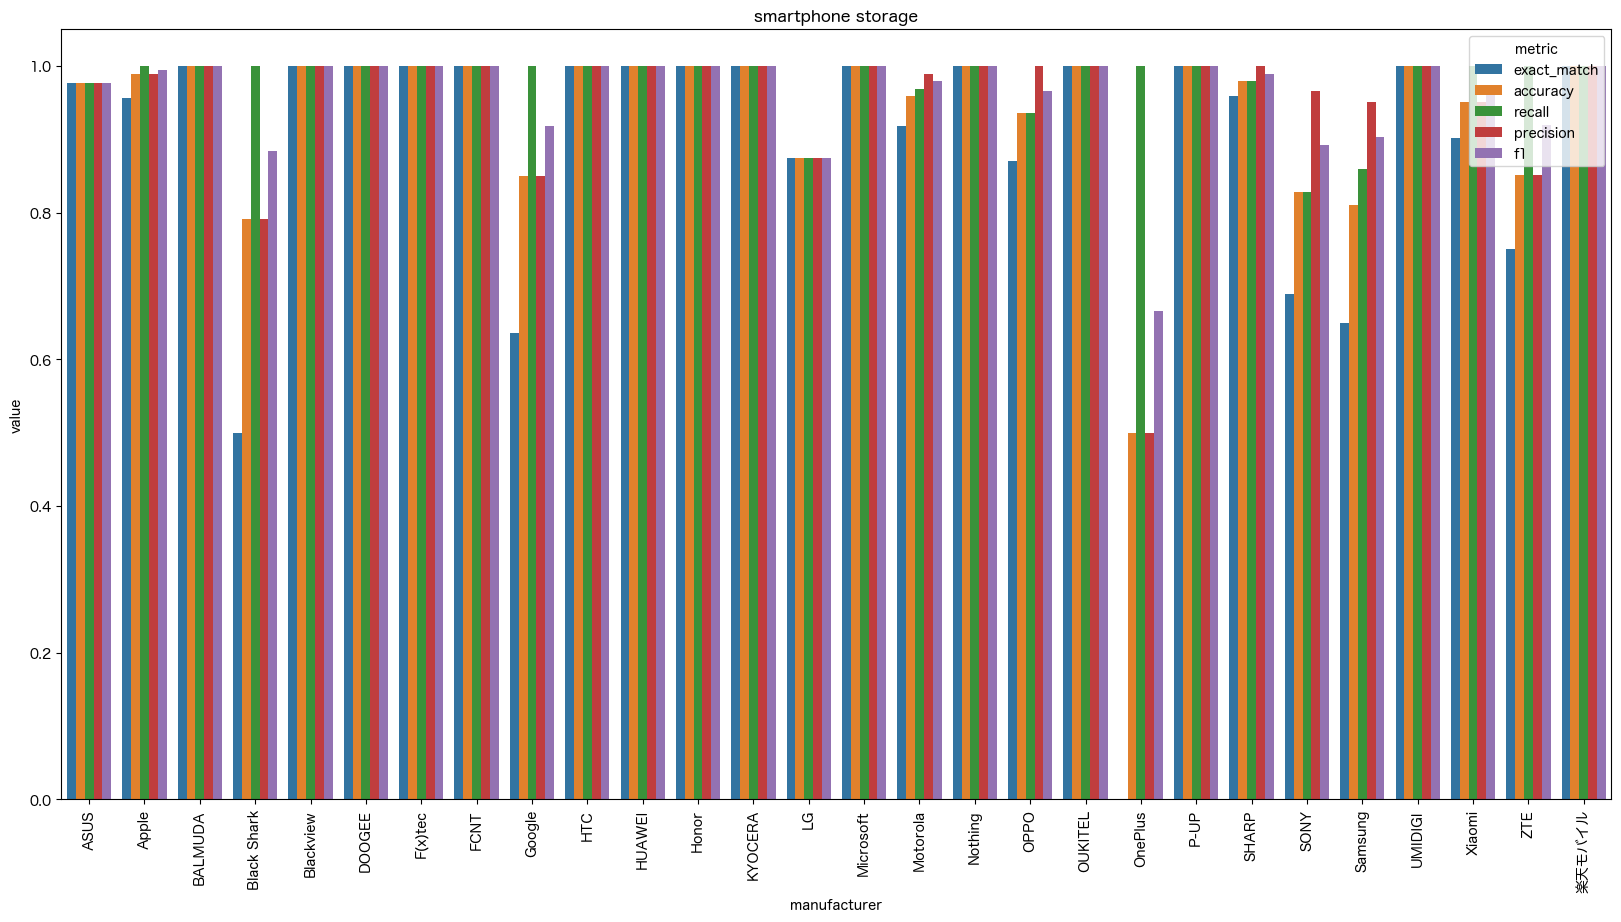 smartphone storage
metric
exact_match
accuracy
recall
precision
f1
value
1.0
0.8
0.6
0.4
0.2
0.0
ASUS
Apple
BALMUDA
Black Shark
Blackview
DOOGEE
F(x)tec
FCNT
Google
HTC
HUAWEI
Honor
KYOCERA
LG
Microsoft
Motorola
Nothing
OPPO
OUKITEL
OnePlus
P-UP
SHARP
SONY
Samsung
UMIDIGI
Xiaomi
ZTE
楽天モバイル
manufacturer